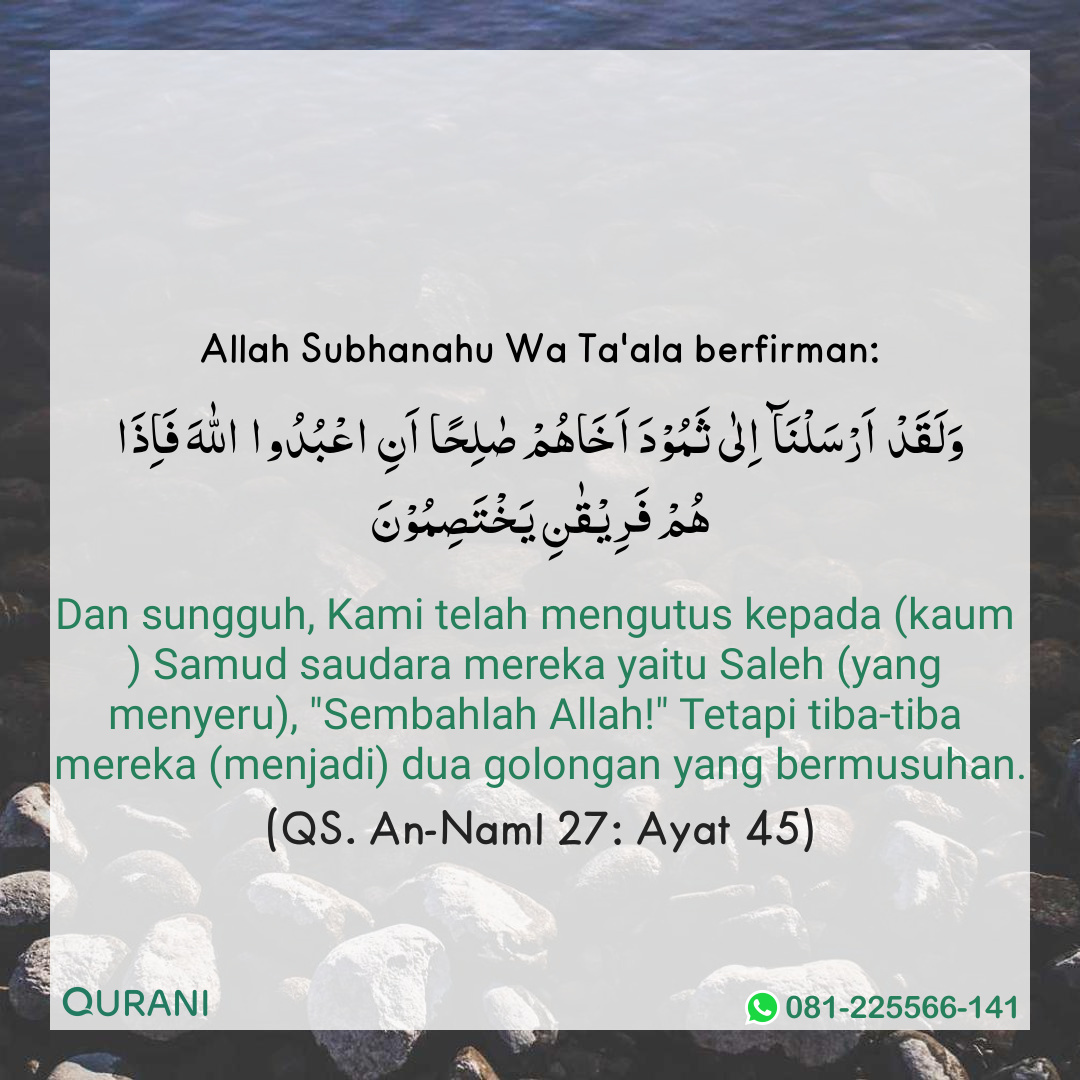 Allah Subhanahu Wa Ta'ala berfirman:
وَلَقَدْ اَرْسَلْنَاۤ اِلٰى ثَمُوْدَ اَخَاهُمْ صٰلِحًا اَنِ اعْبُدُوا اللّٰهَ فَاِذَا
هُمْ فَرِيْقٰنِ يَخْتَصِمُوْنَ
Dan sungguh, Kami telah mengutus kepada (kaum
) Samud saudara mereka yaitu Saleh (yang
menyeru), "Sembahlah Allah!" Tetapi tiba-tiba
mereka (menjadi) dua golongan yang bermusuhan.
(QS. An-Naml 27: Ayat 45)
QURANI
081-225566-141